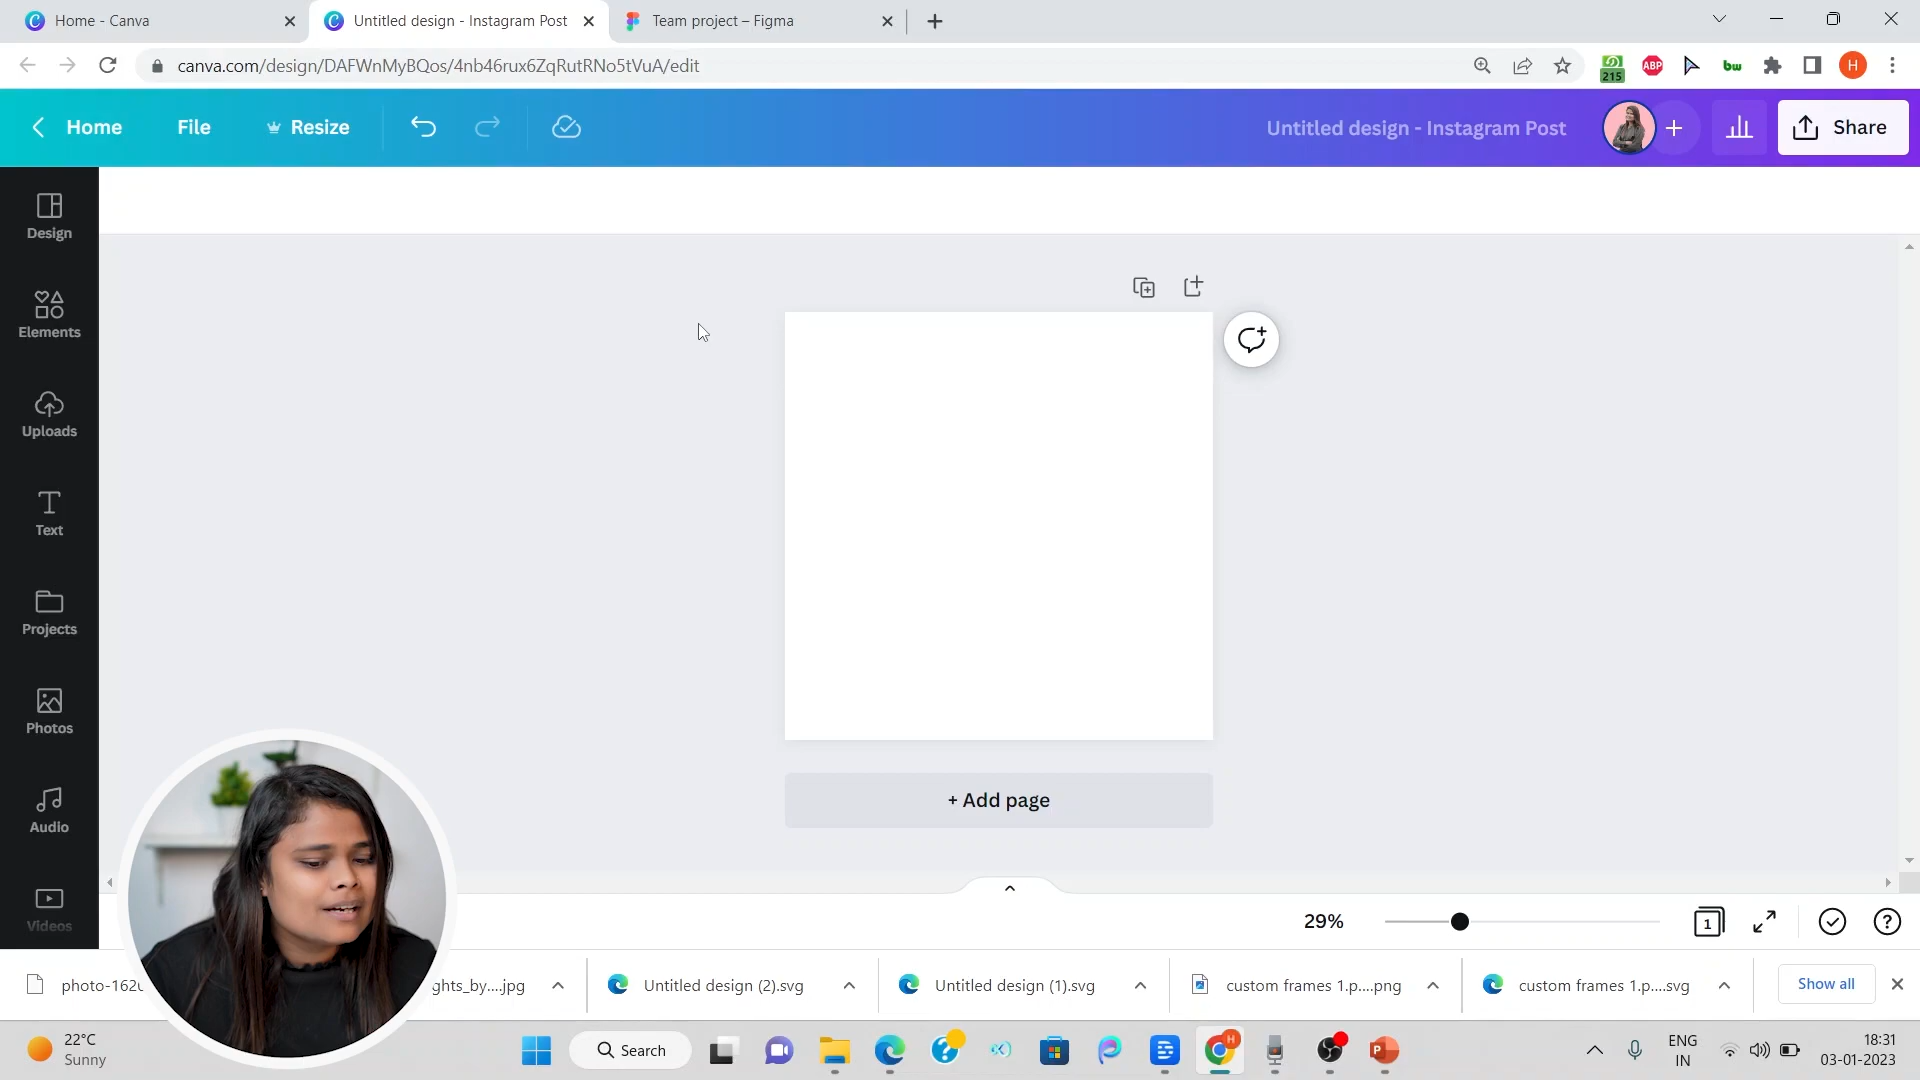 Home - Canva
Untitled design - Instagram Post
Team project – Figma
canva.com/design/DAFWnMyBQos/4nb46rux6ZqRutRNo5tVuA/edit
215
ABP
bw
H
Home
File
Resize
Untitled design - Instagram Post
Share
Design
Elements
Uploads
Text
Projects
Photos
Audio
Videos
+ Add page
29%
1
photo-162
ghts_by....jpg
Untitled design (2).svg
Untitled design (1).svg
custom frames 1.p....png
custom frames 1.p....svg
Show all
22°C
Sunny
Search
H
ENG
IN
18:31
03-01-2023